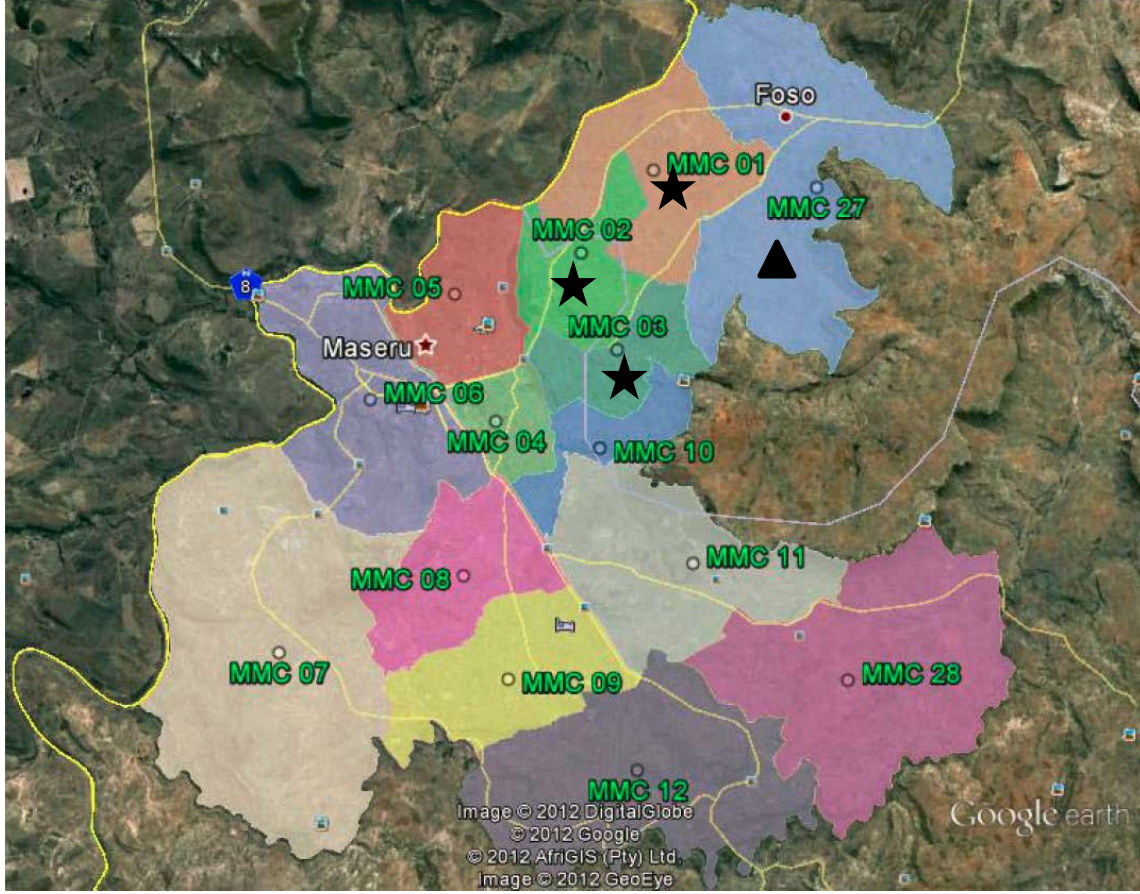 Foso
MMC 01
MMC 27
MMC 02
N
8
MMC 05
MMC 03
Maseru
MMC 06
MMC 04
MMC 10
MMC 11
MMC 08
MMC 07
MMC 09
MMC 28
MMC 12
Image © 2012 DigitalGlobe
© 2012 Google
© 2012 AfriGIS (Pty) Ltd.
Image © 2012 GeoEye
Google earth